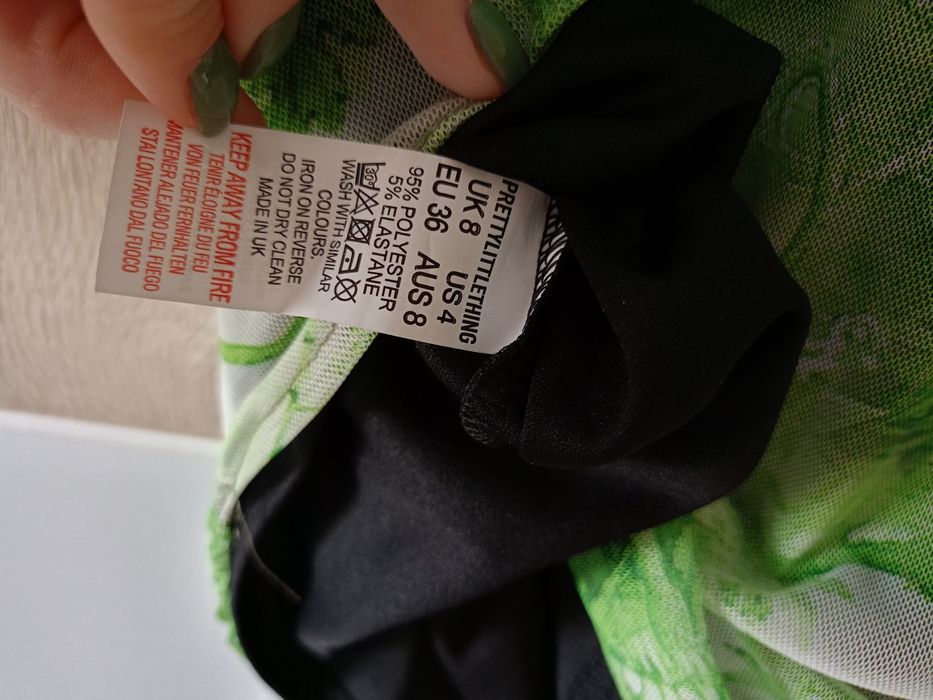 PRETTYLITTLETHING
UK 8 US 4
EU 36 AUS 8
95% POLYESTER
5% ELASTANE
30°
WASH WITH SIMILAR
COLOURS,
IRON ON REVERSE
DO NOT DRY CLEAN
MADE IN UK
KEEP AWAY FROM FIRE
TENIR ÉLOIGNE DU FEU
VON FEUER FERNHALTEN
MANTENER ALEJADO DEL FUEGO
STAI LONTANO DAL FUOCO